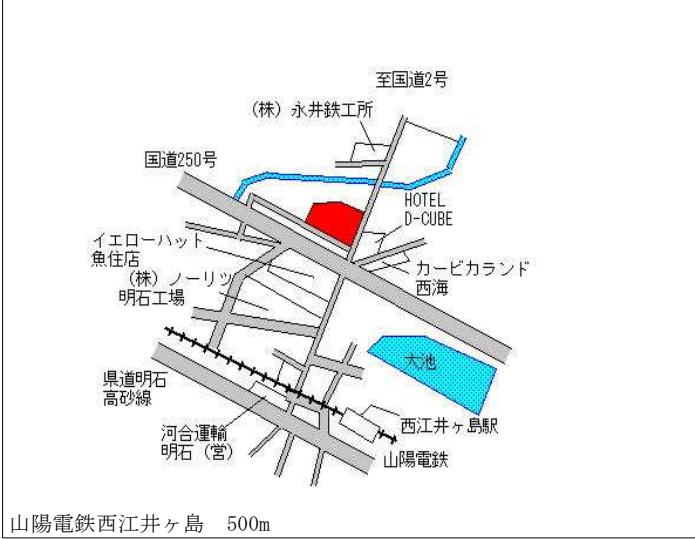 至国道2号
(株) 永井鉄工所
国道250号
HOTEL
D-CUBE
イエローハット
魚住店
カービカランド
西海
(株) ノーリツ
明石工場
大池
県道明石
高砂線
河合運輸
明石 (営)
西江井ヶ島駅
山陽電鉄
山陽電鉄西江井ヶ島 500m